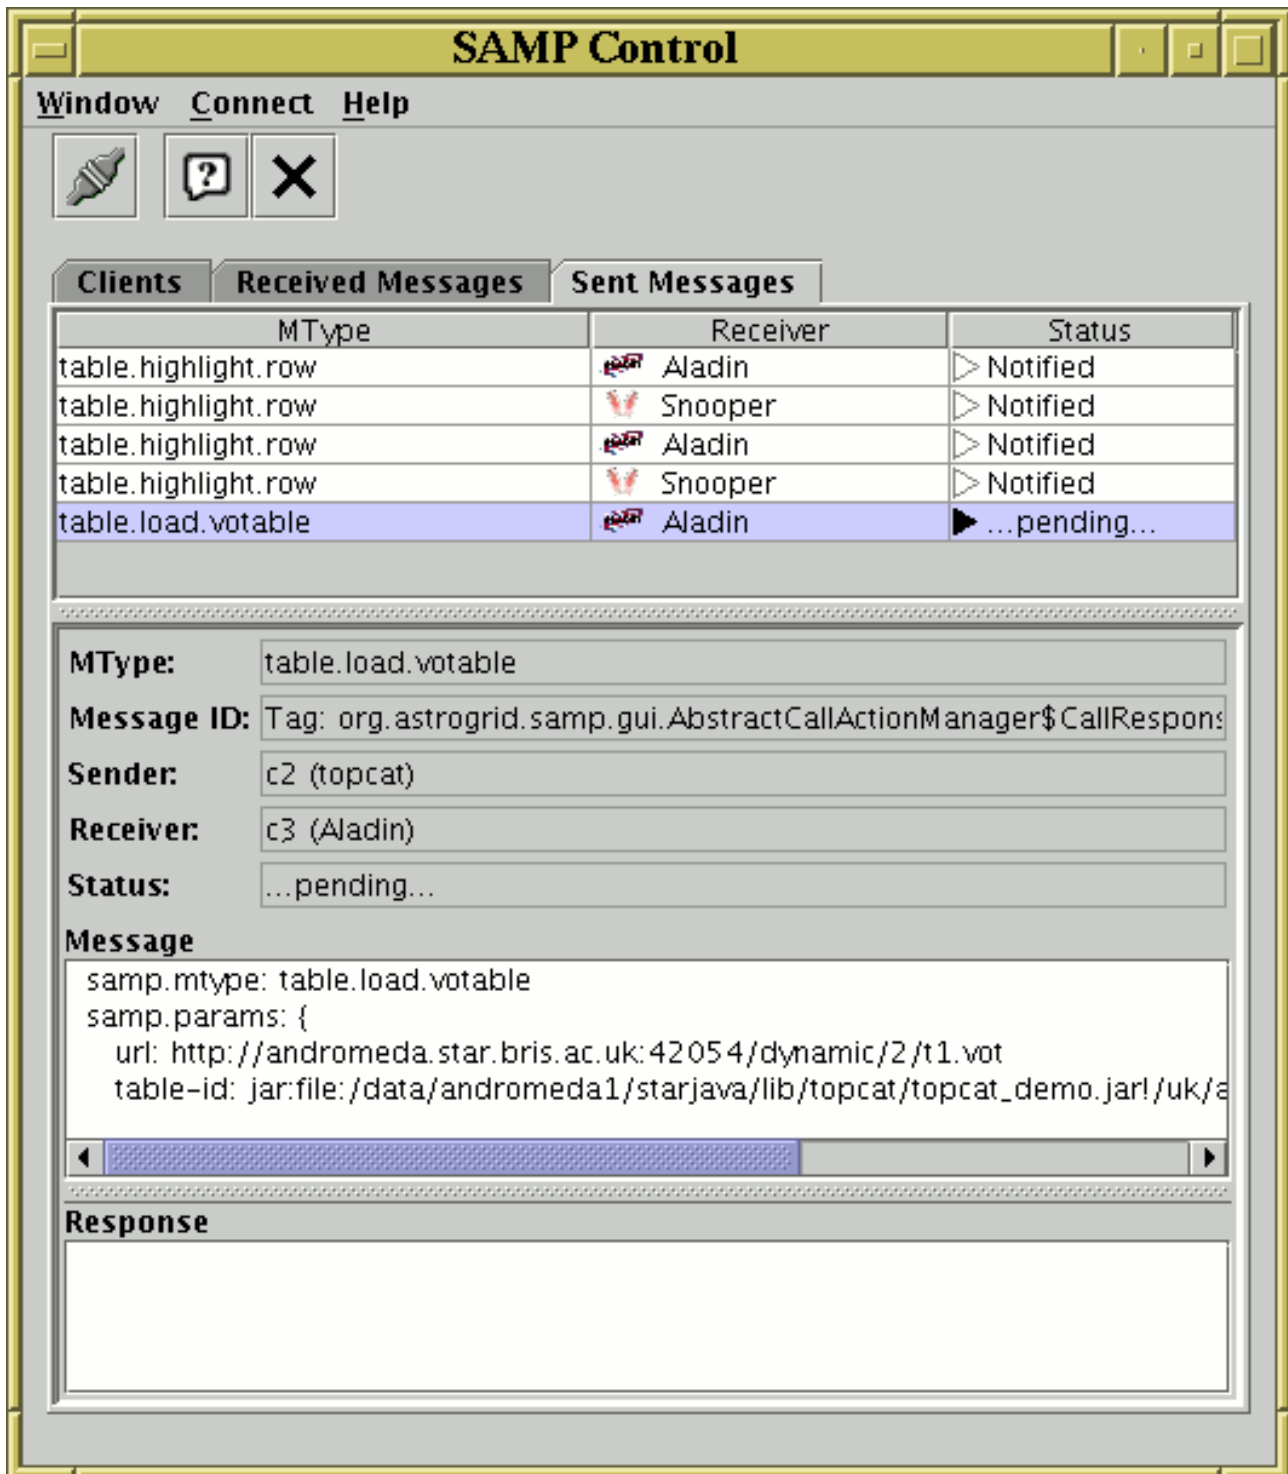 SAMP Control
Window Connect Help
Clients Received Messages Sent Messages
MType Receiver Status
table.highlight.row Aladin Notified
table.highlight.row Snooper Notified
table.highlight.row Aladin Notified
table.highlight.row Snooper Notified
table.load.votable Aladin ...pending...
MType: table.load.votable
Message ID: Tag: org.astrogrid.samp.gui.AbstractCallActionManager$CallRespons
Sender: c2 (topcat)
Receiver: c3 (Aladin)
Status: ...pending...
Message
samp.mtype: table.load.votable
samp.params: {
url: http://andromeda.star.bris.ac.uk:42054/dynamic/2/t1.vot
table-id: jar:file:/data/andromeda1/starjava/lib/topcat/topcat_demo.jar!/uk/a
Response